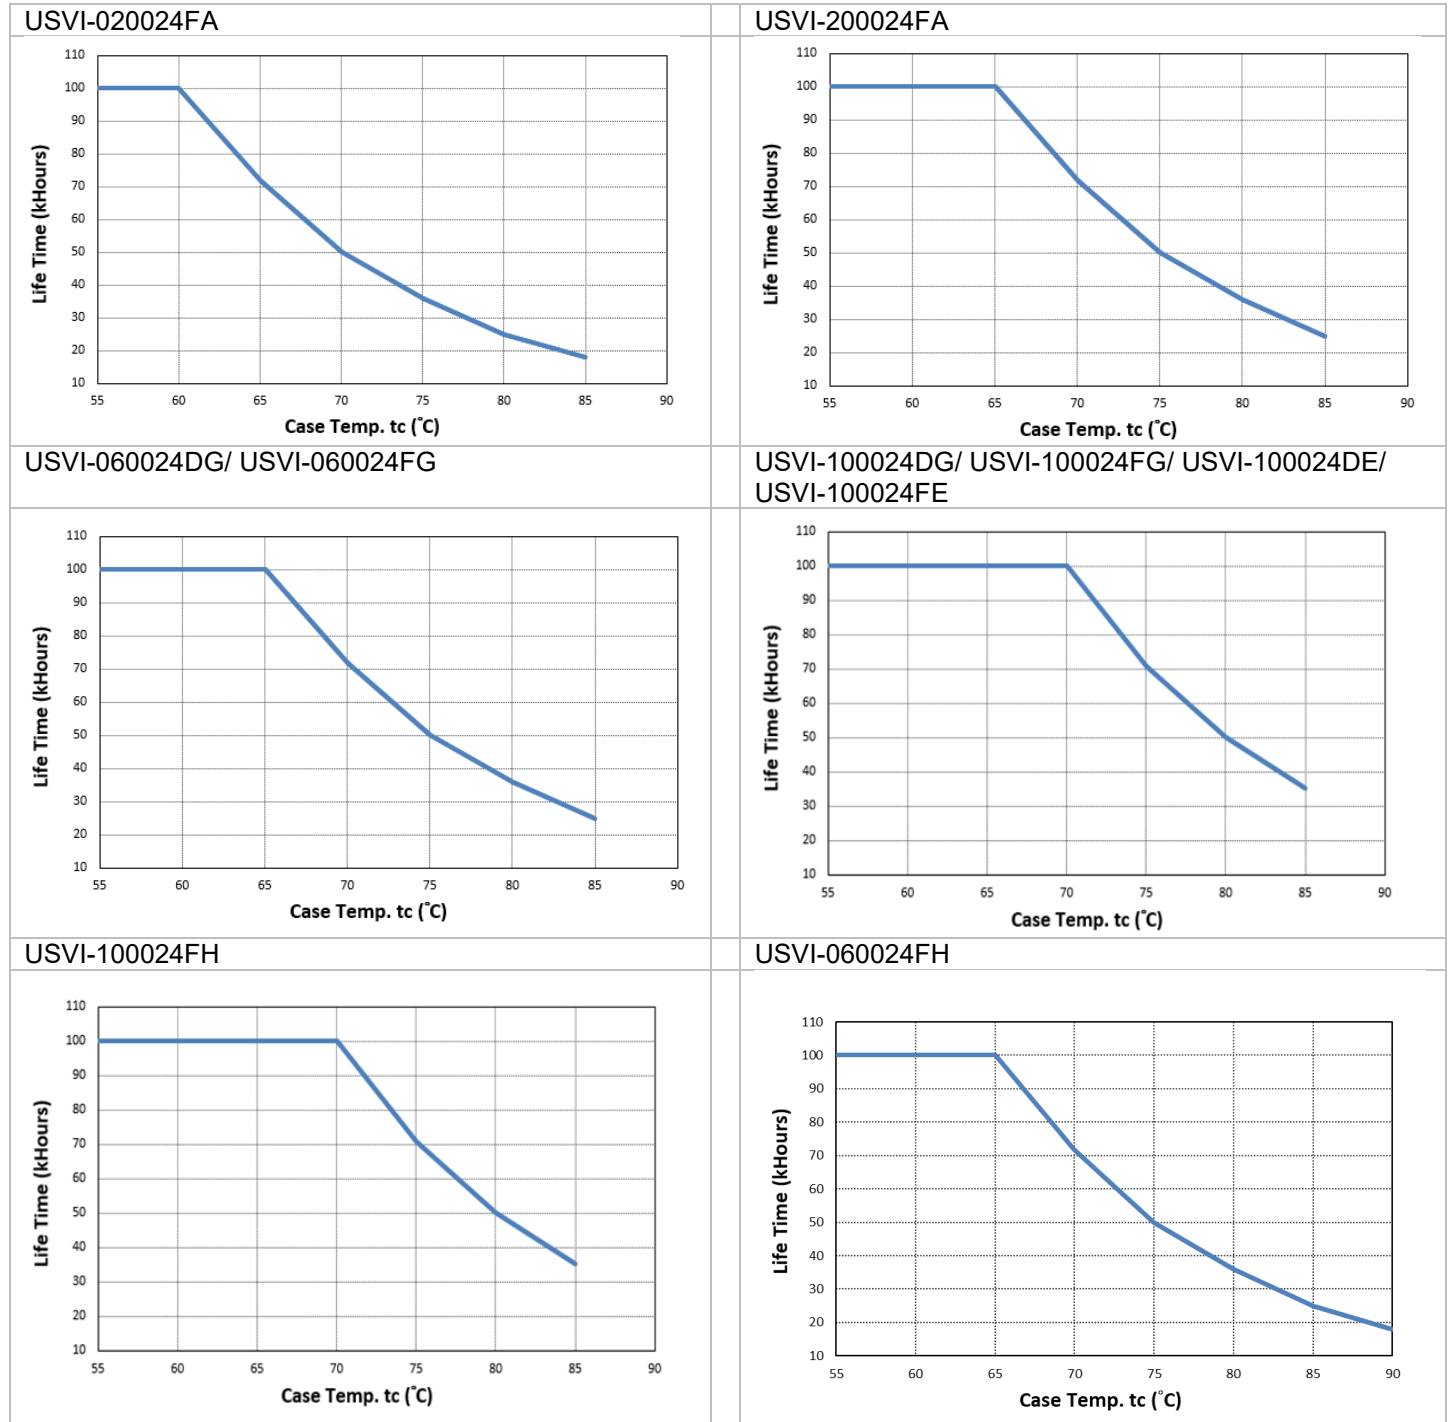 USVI-020024FA
110
100
90
80
70
60
50
40
30
20
10
55 60 65 70 75 80 85 90
Life Time (kHours)
Case Temp. tc (˚C)
USVI-200024FA
110
100
90
80
70
60
50
40
30
20
10
55 60 65 70 75 80 85 90
Life Time (kHours)
Case Temp. tc (˚C)
USVI-060024DG/ USVI-060024FG
110
100
90
80
70
60
50
40
30
20
10
55 60 65 70 75 80 85 90
Life Time (kHours)
Case Temp. tc (˚C)
USVI-100024DG/ USVI-100024FG/ USVI-100024DE/
USVI-100024FE
110
100
90
80
70
60
50
40
30
20
10
55 60 65 70 75 80 85 90
Life Time (kHours)
Case Temp. tc (˚C)
USVI-100024FH
110
100
90
80
70
60
50
40
30
20
10
55 60 65 70 75 80 85 90
Life Time (kHours)
Case Temp. tc (˚C)
USVI-060024FH
110
100
90
80
70
60
50
40
30
20
10
55 60 65 70 75 80 85 90
Life Time (kHours)
Case Temp. tc (˚C)